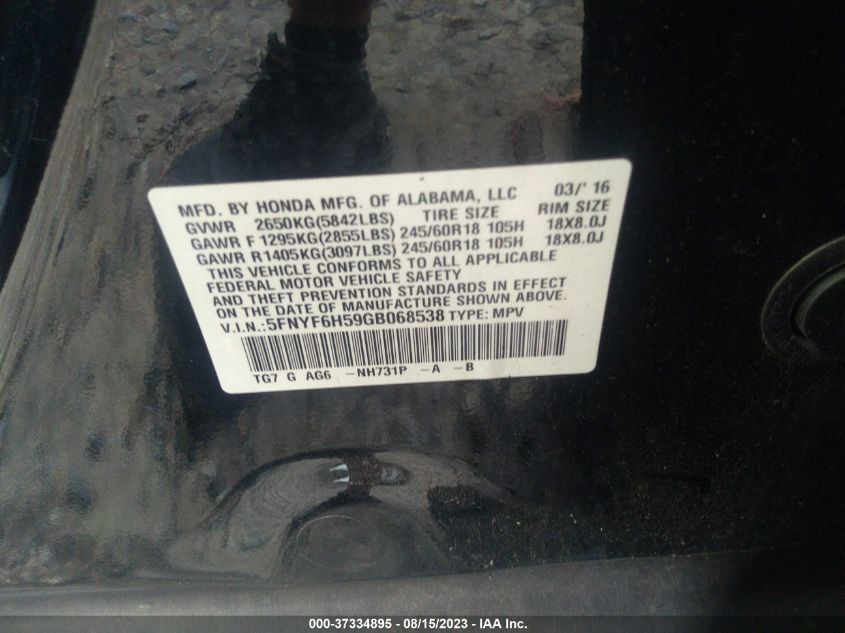 MFD. BY HONDA MFG. OF ALABAMA, LLC 03/'16
GVWR 2650KG(5842LBS) TIRE SIZE RIM SIZE
GAWR F 1295KG(2855LBS) 245/60R18 105H 18X8.0J
GAWR R1405KG(3097LBS) 245/60R18 105H 18X8.0J
THIS VEHICLE CONFORMS TO ALL APPLICABLE
FEDERAL MOTOR VEHICLE SAFETY
AND THEFT PREVENTION STANDARDS IN EFFECT
ON THE DATE OF MANUFACTURE SHOWN ABOVE.
V.I.N.:5FNYF6H59GB068538 TYPE: MPV
TG7 G AG6 -NH731P -A -B
000-37334895 - 08/15/2023 - IAA Inc.